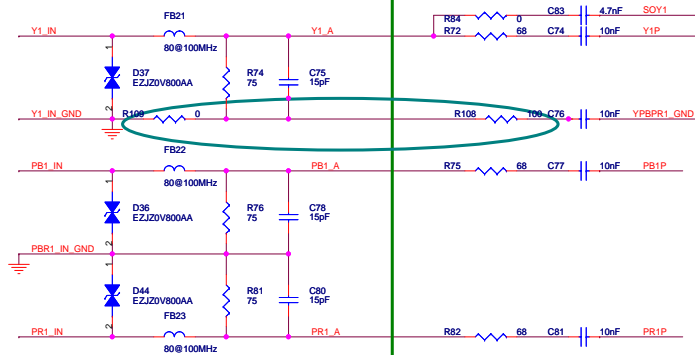 FB21 C83 4.7nF SOY1
R84 0
Y1_IN Y1_A R72 68 C74 10nF Y1P
80@100MHz
1
D37 R74 C75
EZJZ0V800AA 75 15pF
2
Y1_IN_GND R109 0 R108 100 C76 10nF YPBPR1_GND
FB22
PB1_IN PB1_A R75 68 C77 10nF PB1P
80@100MHz
1
D36 R76 C78
EZJZ0V800AA 75 15pF
2
PBR1_IN_GND
1
D44 R81 C80
EZJZ0V800AA 75 15pF
2
FB23
PR1_IN PR1_A R82 68 C81 10nF PR1P
80@100MHz